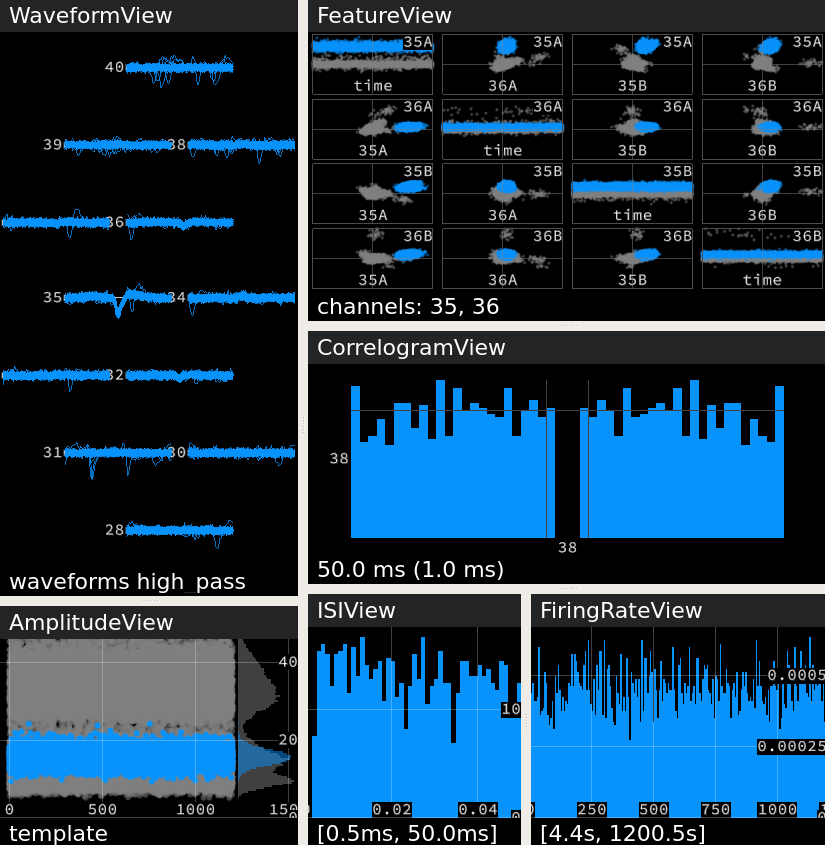 WaveformView
40
39 38
36
35 34
32
31 30
28
waveforms high_pass
FeatureView
35A 35A 35A 35A
time 36A 35B 36B
36A 36A 36A 36A
35A time 35B 36B
35B 35B 35B 35B
35A 36A time 36B
36B 36B 36B 36B
35A 36A 35B time
channels: 35, 36
CorrelogramView
38
38
50.0 ms (1.0 ms)
AmplitudeView
40
20
0 500 1000
template
ISIView
10
0.02 0.04
[0.5ms, 50.0ms]
FiringRateView
0.0005
0.00025
250 500 750 1000
[4.4s, 1200.5s]